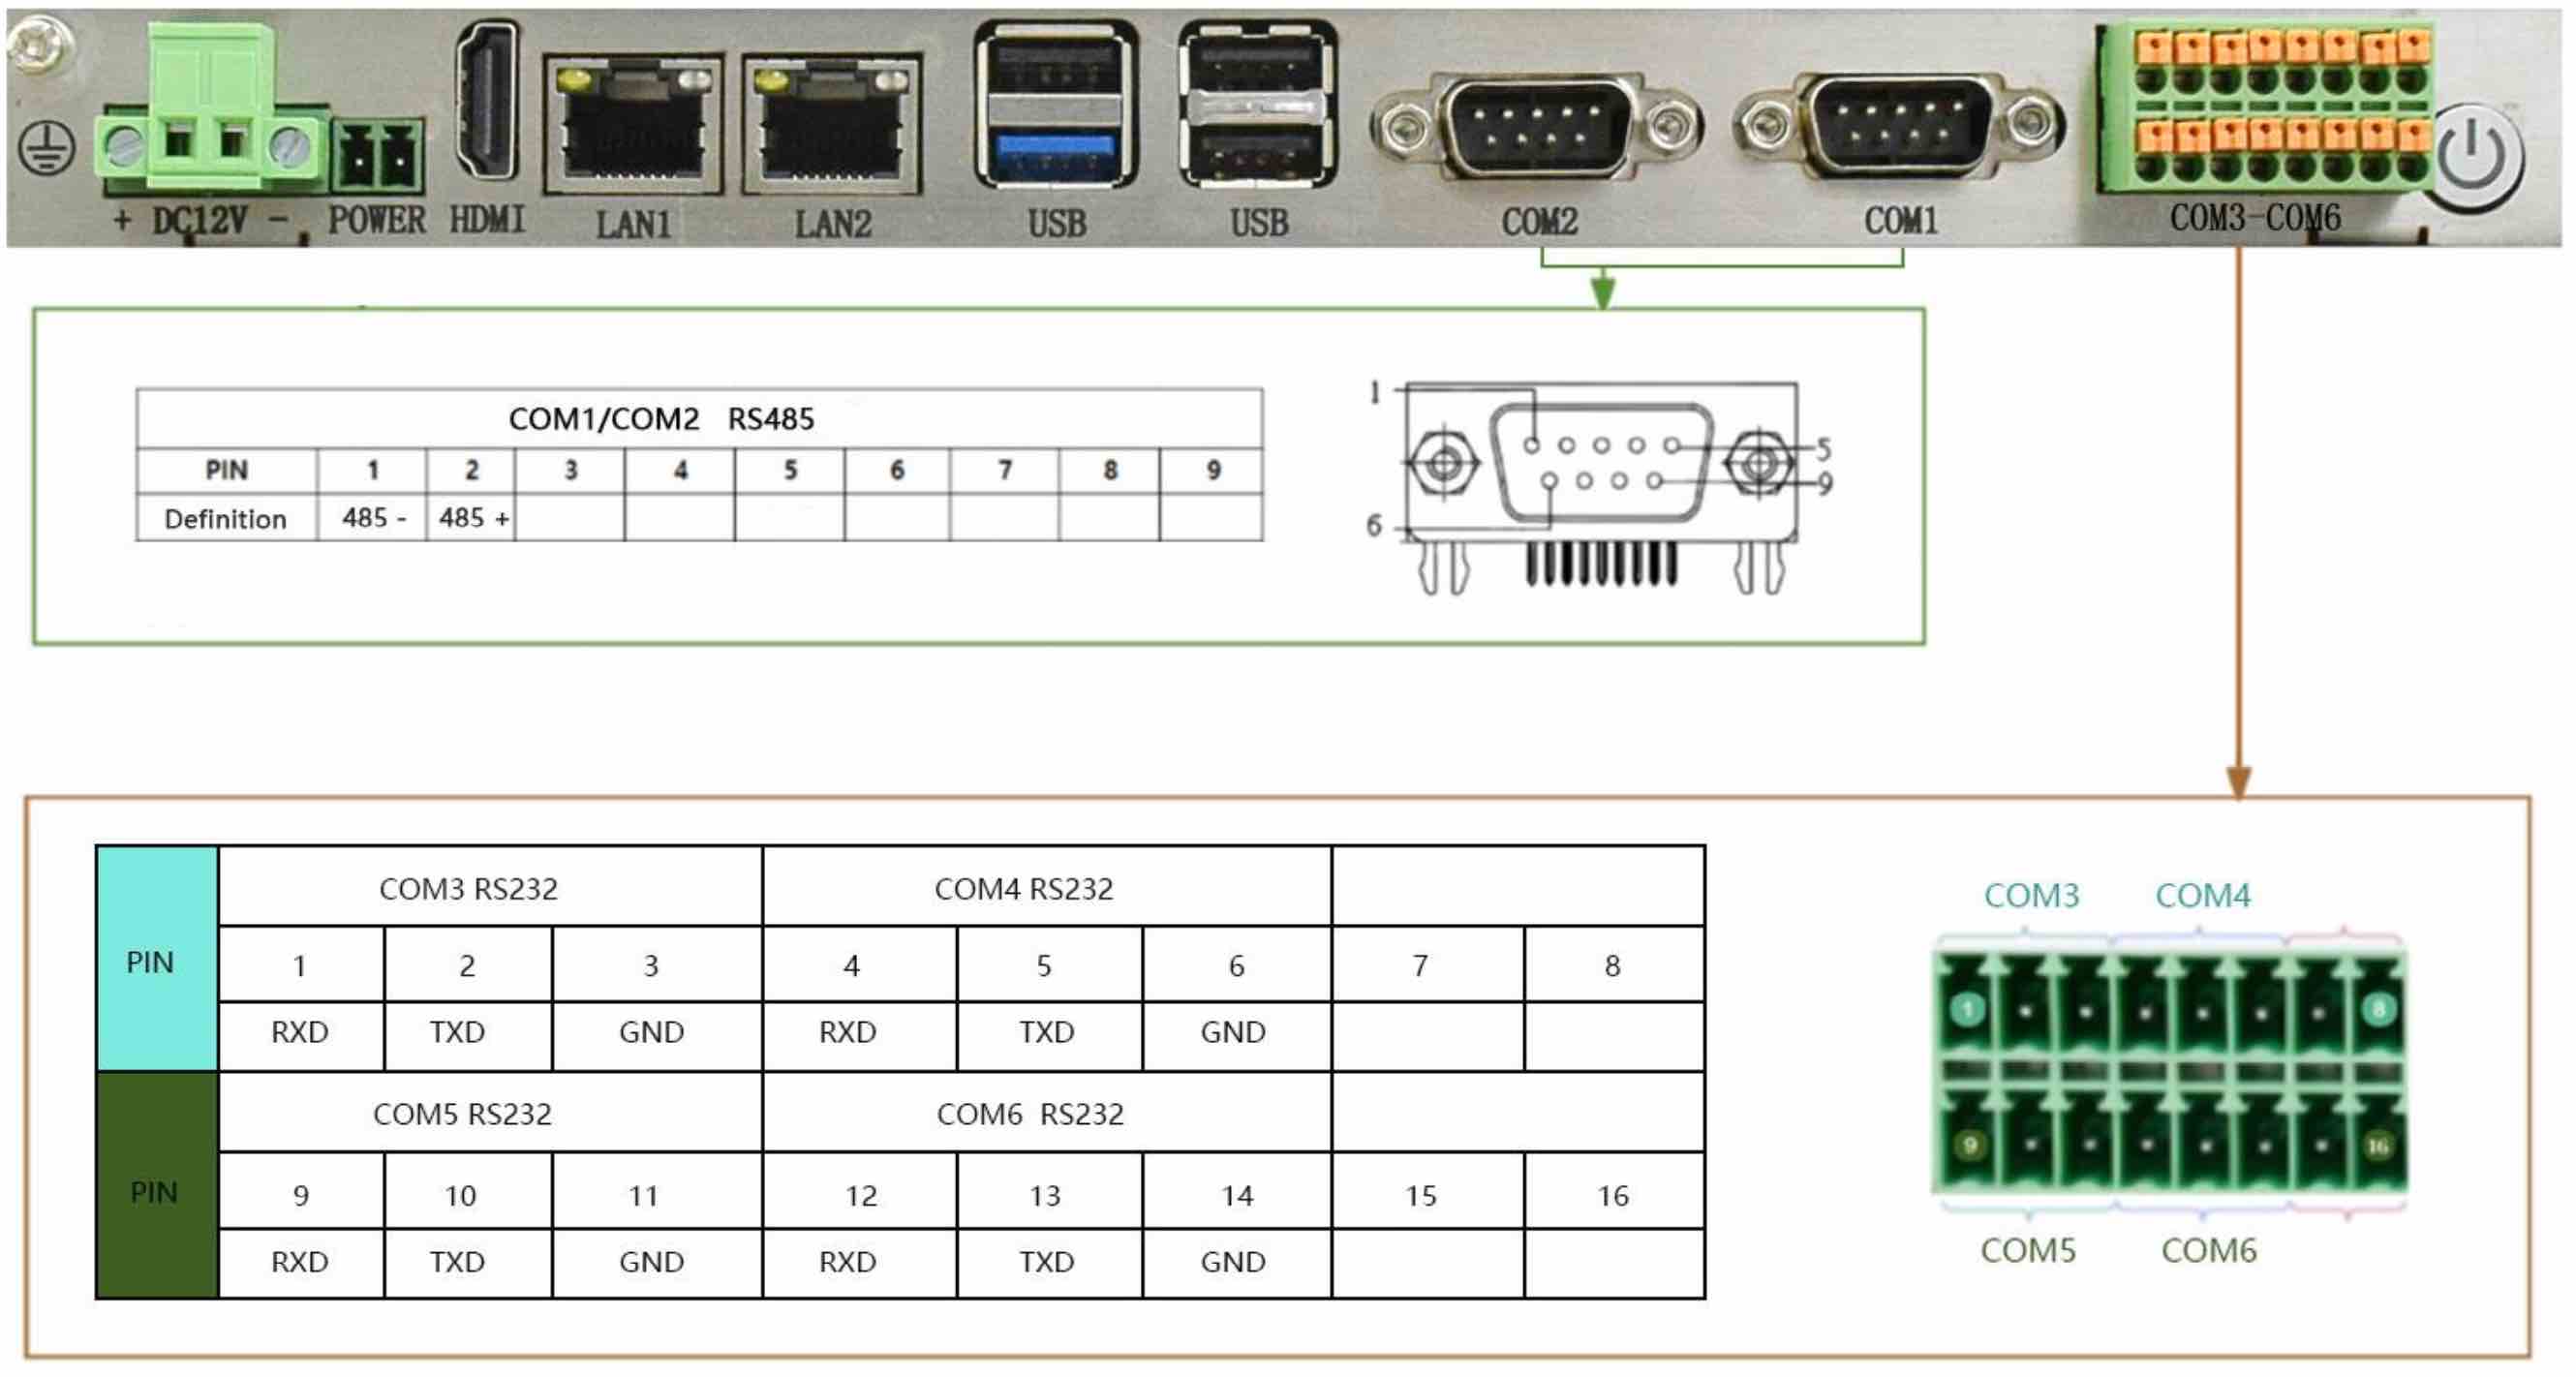 + DC12V - POWER HDMI LAN1 LAN2 USB USB COM2 COM1 COM3-COM6
COM1/COM2 RS485
PIN 1 2 3 4 5 6 7 8 9
Definition 485 - 485 +
1
5
9
6
COM3 RS232 COM4 RS232
PIN 1 2 3 4 5 6 7 8
RXD TXD GND RXD TXD GND
COM5 RS232 COM6 RS232
PIN 9 10 11 12 13 14 15 16
RXD TXD GND RXD TXD GND
COM3 COM4
1 8
9 16
COM5 COM6